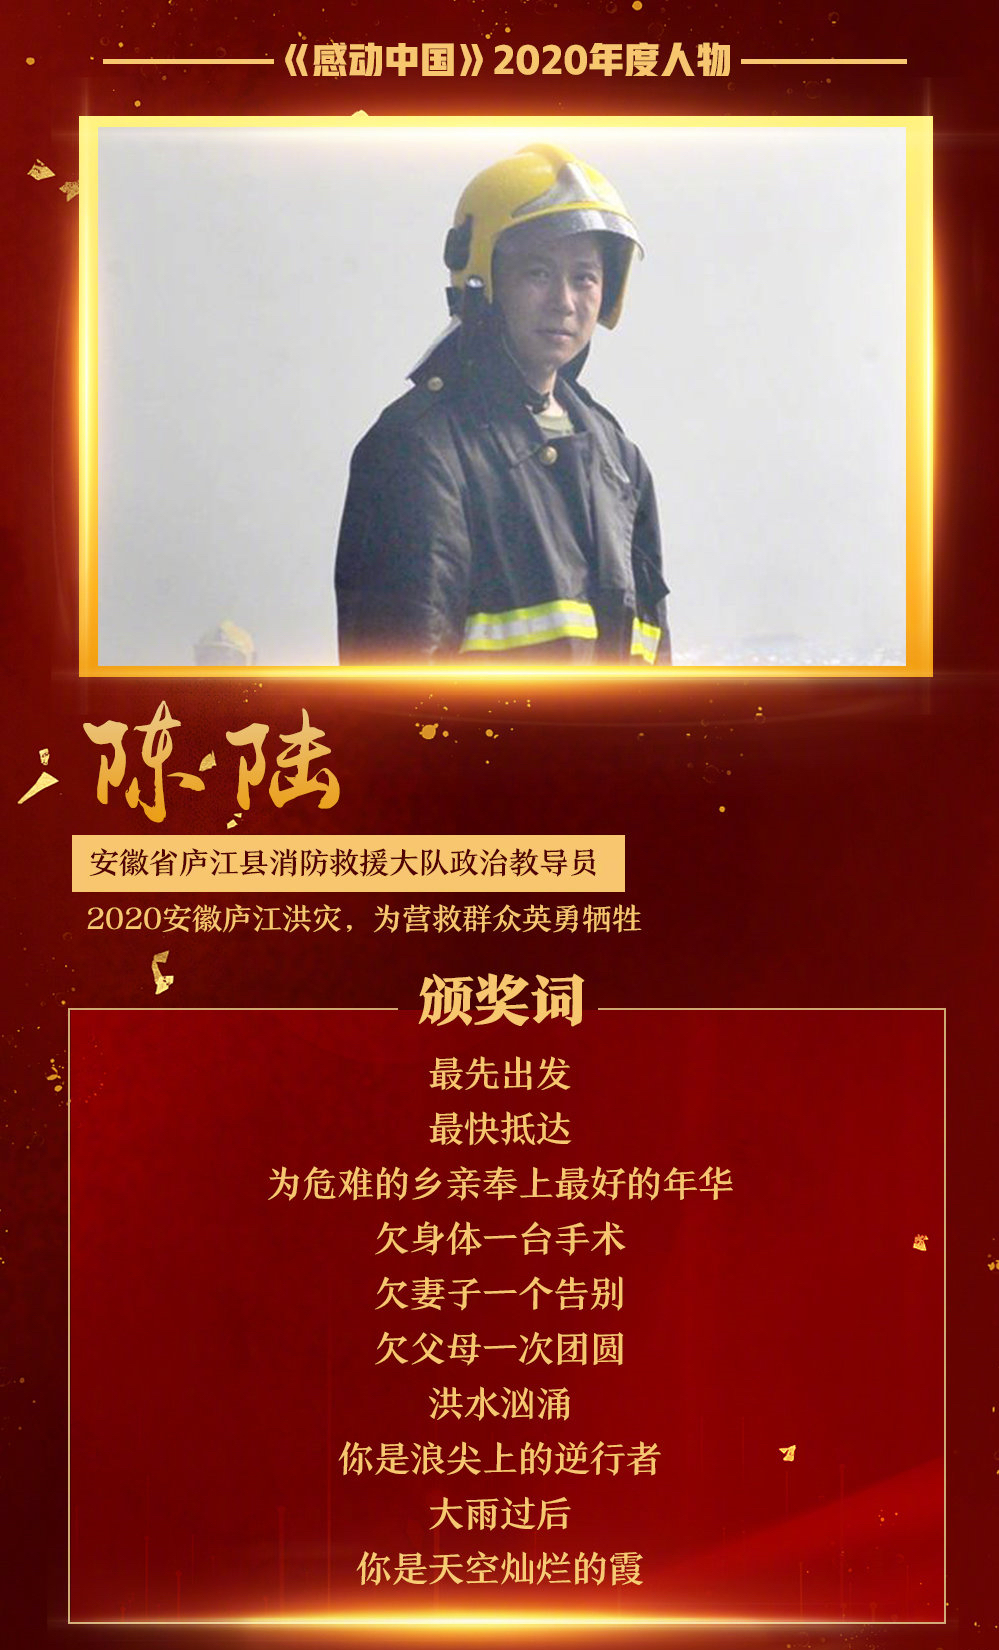 《感动中国》2020年度人物
陈陆
安徽省庐江县消防救援大队政治教导员
2020安徽庐江洪灾，为营救群众英勇牺牲
颁奖词
最先出发
最快抵达
为危难的乡亲奉上最好的年华
欠身体一台手术
欠妻子一个告别
欠父母一次团圆
洪水汹涌
你是浪尖上的逆行者
大雨过后
你是天空灿烂的霞